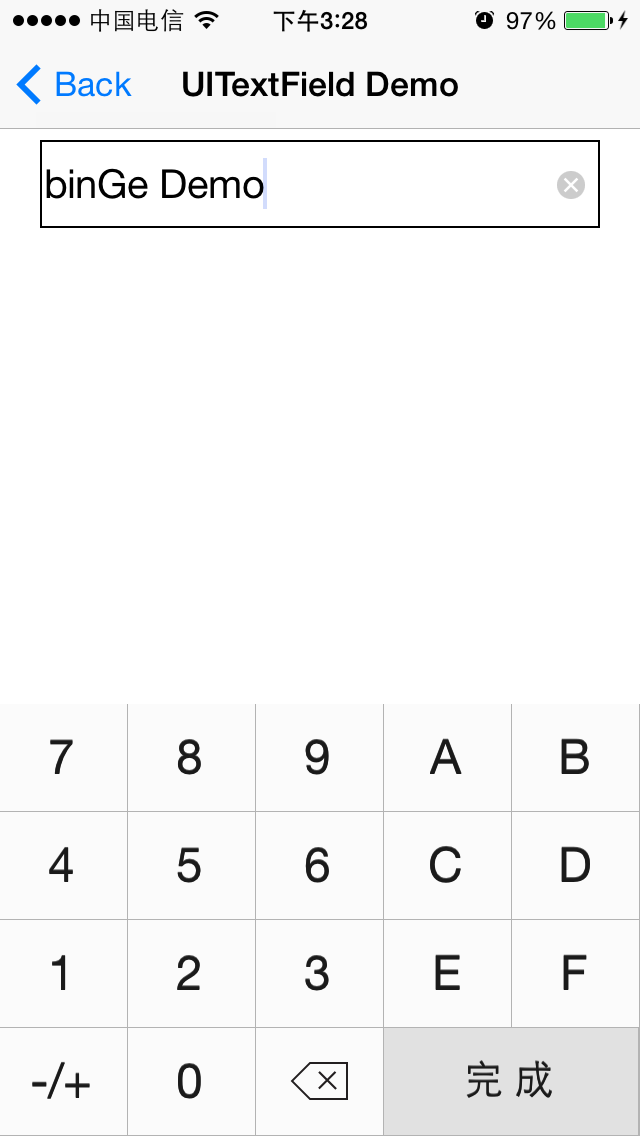 中国电信 下午3:28 97%
Back UITextField Demo
binGe Demo
7 8 9 A B
4 5 6 C D
1 2 3 E F
-/+ 0 完成